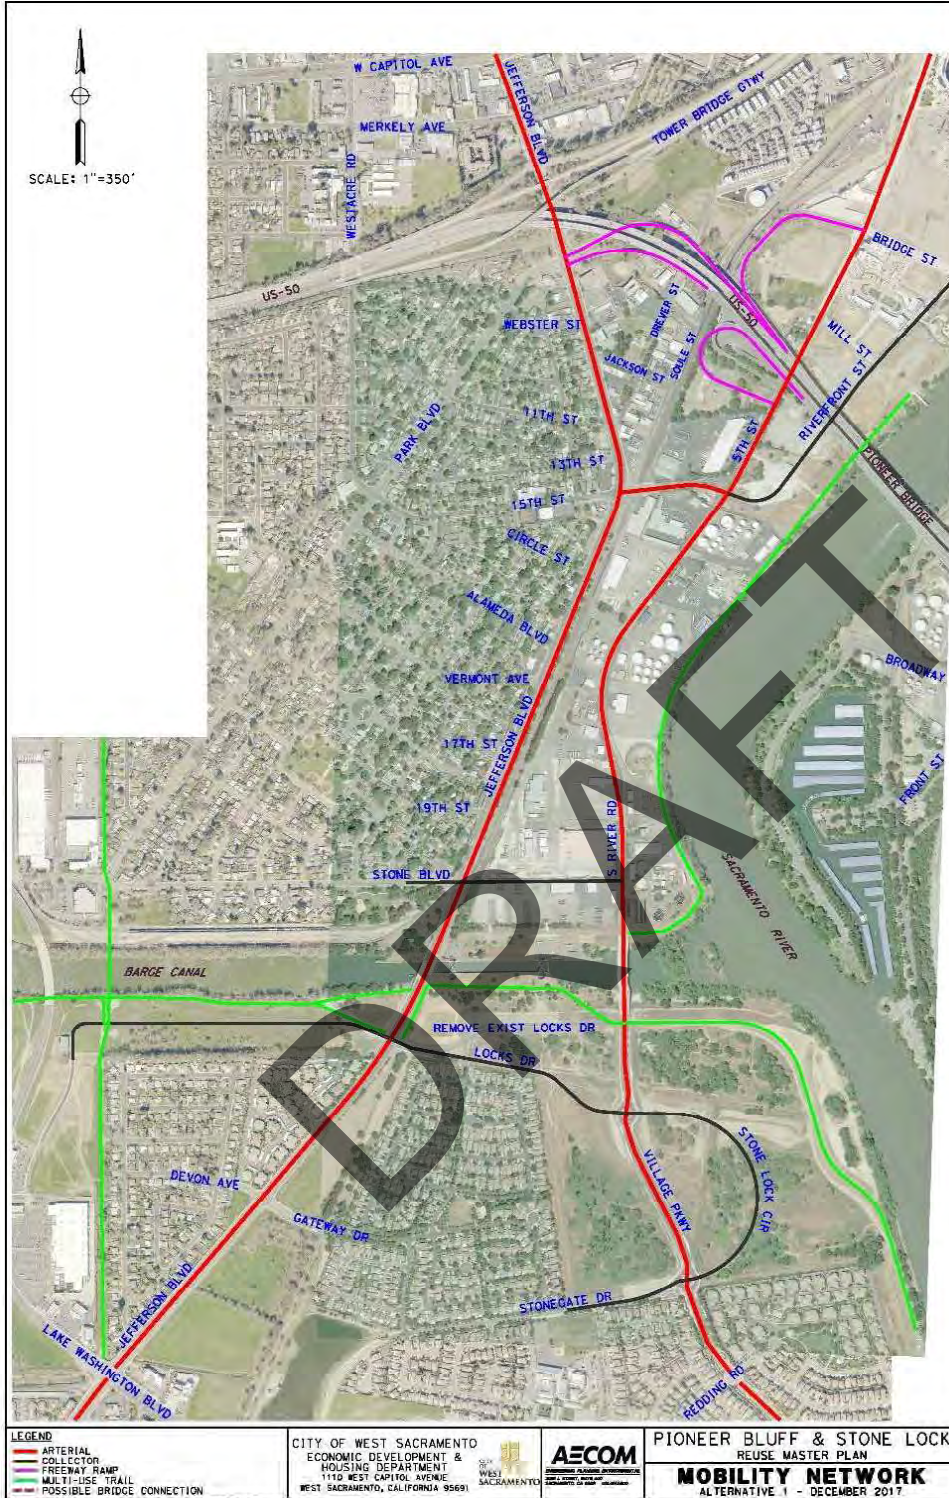 SCALE: 1"=350'
W CAPITOL AVE
JEFFERSON BLVD
TOWER BRIDGE GTWY
MERKELY AVE
WESTACRE RD
BRIDGE ST
US-50
US-50
DREVER ST
WEBSTER ST
MILL ST
JACKSON ST
SOULE ST
RIVERFRONT ST
PARK BLVD
11TH ST
5TH ST
13TH ST
PIONEER BRIDGE
15TH ST
CIRCLE ST
ALAMEDA BLVD
BROADWAY
VERMONT AVE
JEFFERSON BLVD
17TH ST
FRONT ST
19TH ST
S RIVER RD
STONE BLVD
SACRAMENTO RIVER
BARGE CANAL
REMOVE EXIST LOCKS DR
LOCKS DR
STONE LOCK CIR
DEVON AVE
VILLAGE PKWY
GATEWAY DR
JEFFERSON BLVD
STONEGATE DR
LAKE WASHINGTON BLVD
REDDING RD
DRAFT
LEGEND
ARTERIAL
COLLECTOR
FREEWAY RAMP
MULTI-USE TRAIL
POSSIBLE BRIDGE CONNECTION
CITY OF WEST SACRAMENTO
ECONOMIC DEVELOPMENT &
HOUSING DEPARTMENT
1110 WEST CAPITOL AVENUE
WEST SACRAMENTO, CALIFORNIA 95691
CITY OF
WEST
SACRAMENTO
AECOM
PIONEER BLUFF & STONE LOCK
REUSE MASTER PLAN
MOBILITY NETWORK
ALTERNATIVE 1 - DECEMBER 2017